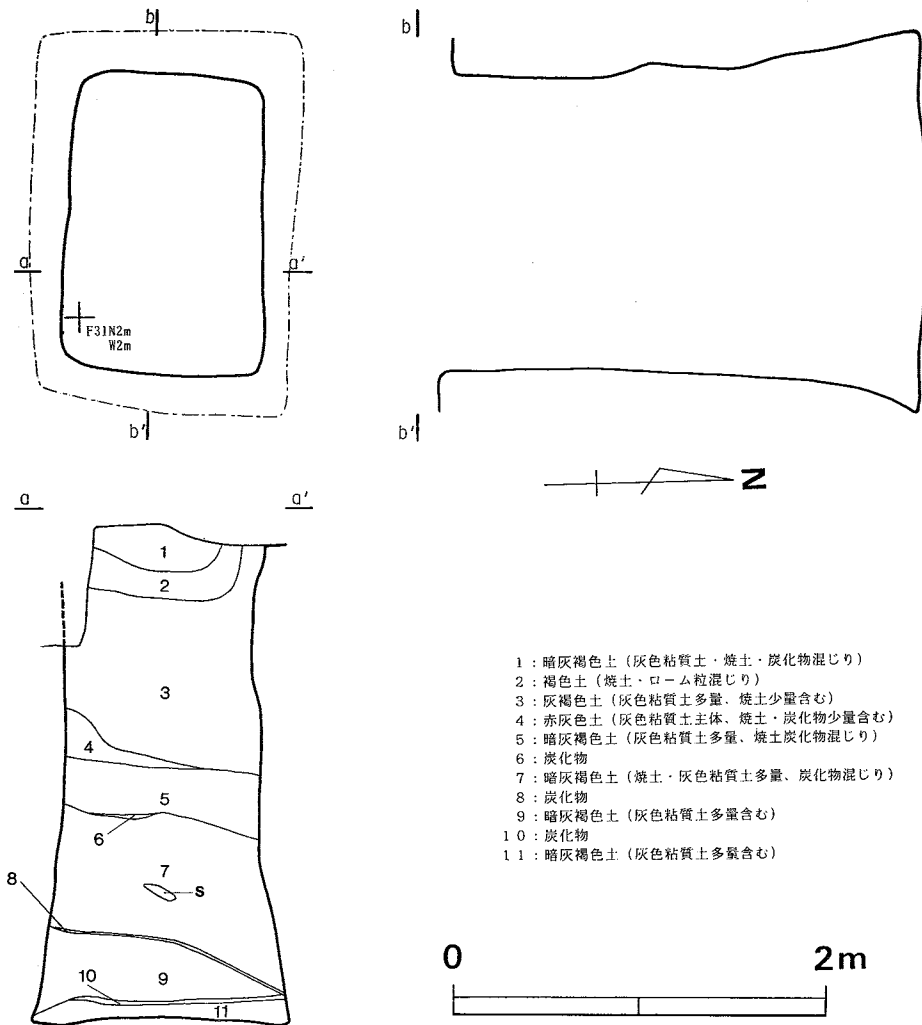 b
b
a
a'
F31N2m
W2m
b'
b'
N
a
a'
1
2
3
4
5
6
7
S
8
9
10
11
1：暗灰褐色土（灰色粘質土・焼土・炭化物混じり）
2：褐色土（焼土・ローム粒混じり）
3：灰褐色土（灰色粘質土多量、焼土少量含む）
4：赤灰色土（灰色粘質土主体、焼土・炭化物少量含む）
5：暗灰褐色土（灰色粘質土多量、焼土炭化物混じり）
6：炭化物
7：暗灰褐色土（焼土・灰色粘質土多量、炭化物混じり）
8：炭化物
9：暗灰褐色土（灰色粘質土多量含む）
10：炭化物
11：暗灰褐色土（灰色粘質土多量含む）
0 2m